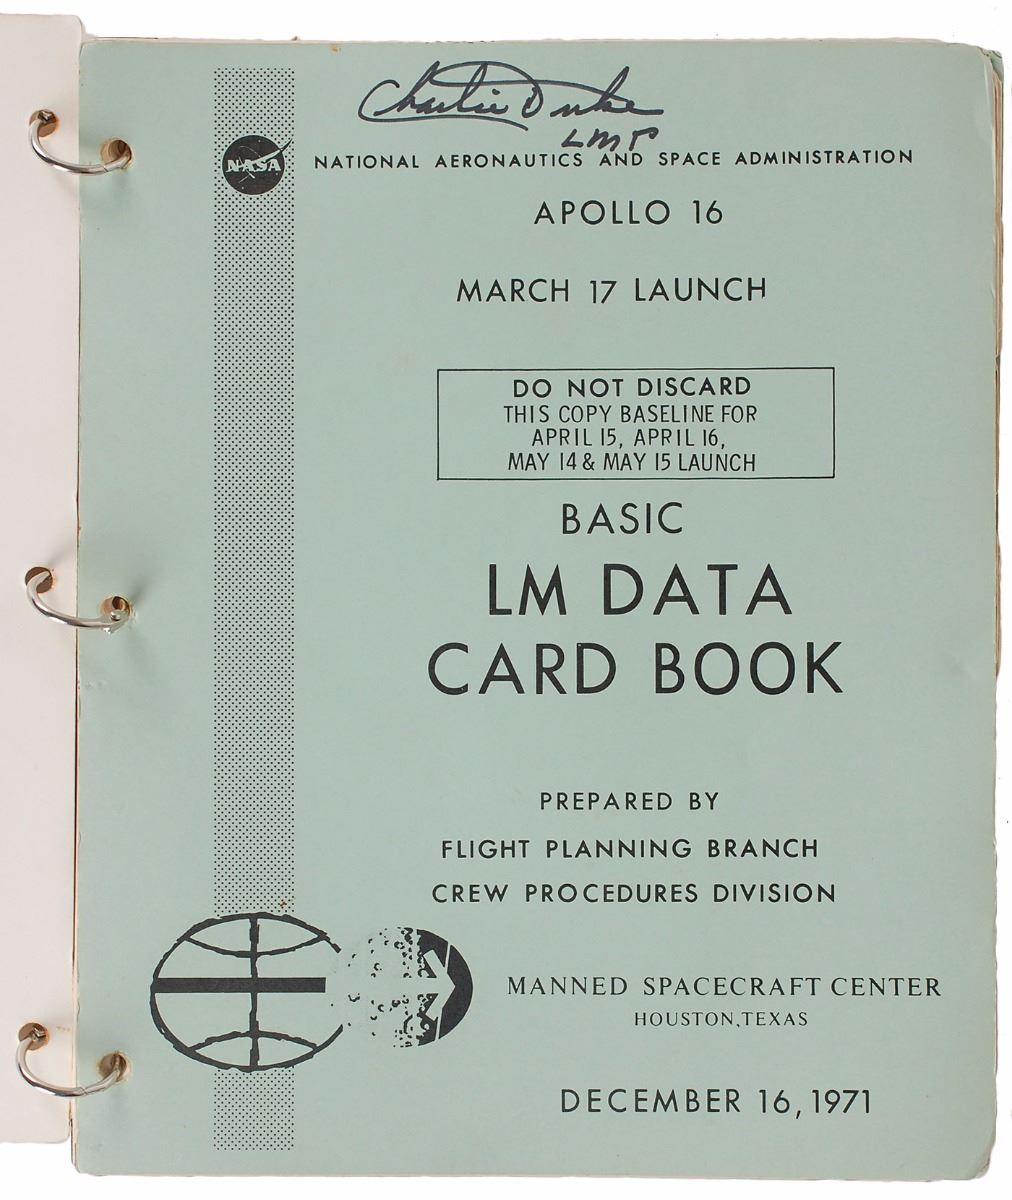 Charlie Duke
LMP
NASA
NATIONAL AERONAUTICS AND SPACE ADMINISTRATION
APOLLO 16
MARCH 17 LAUNCH
DO NOT DISCARD
THIS COPY BASELINE FOR
APRIL 15, APRIL 16,
MAY 14 & MAY 15 LAUNCH
BASIC
LM DATA
CARD BOOK
PREPARED BY
FLIGHT PLANNING BRANCH
CREW PROCEDURES DIVISION
MANNED SPACECRAFT CENTER
HOUSTON, TEXAS
DECEMBER 16, 1971